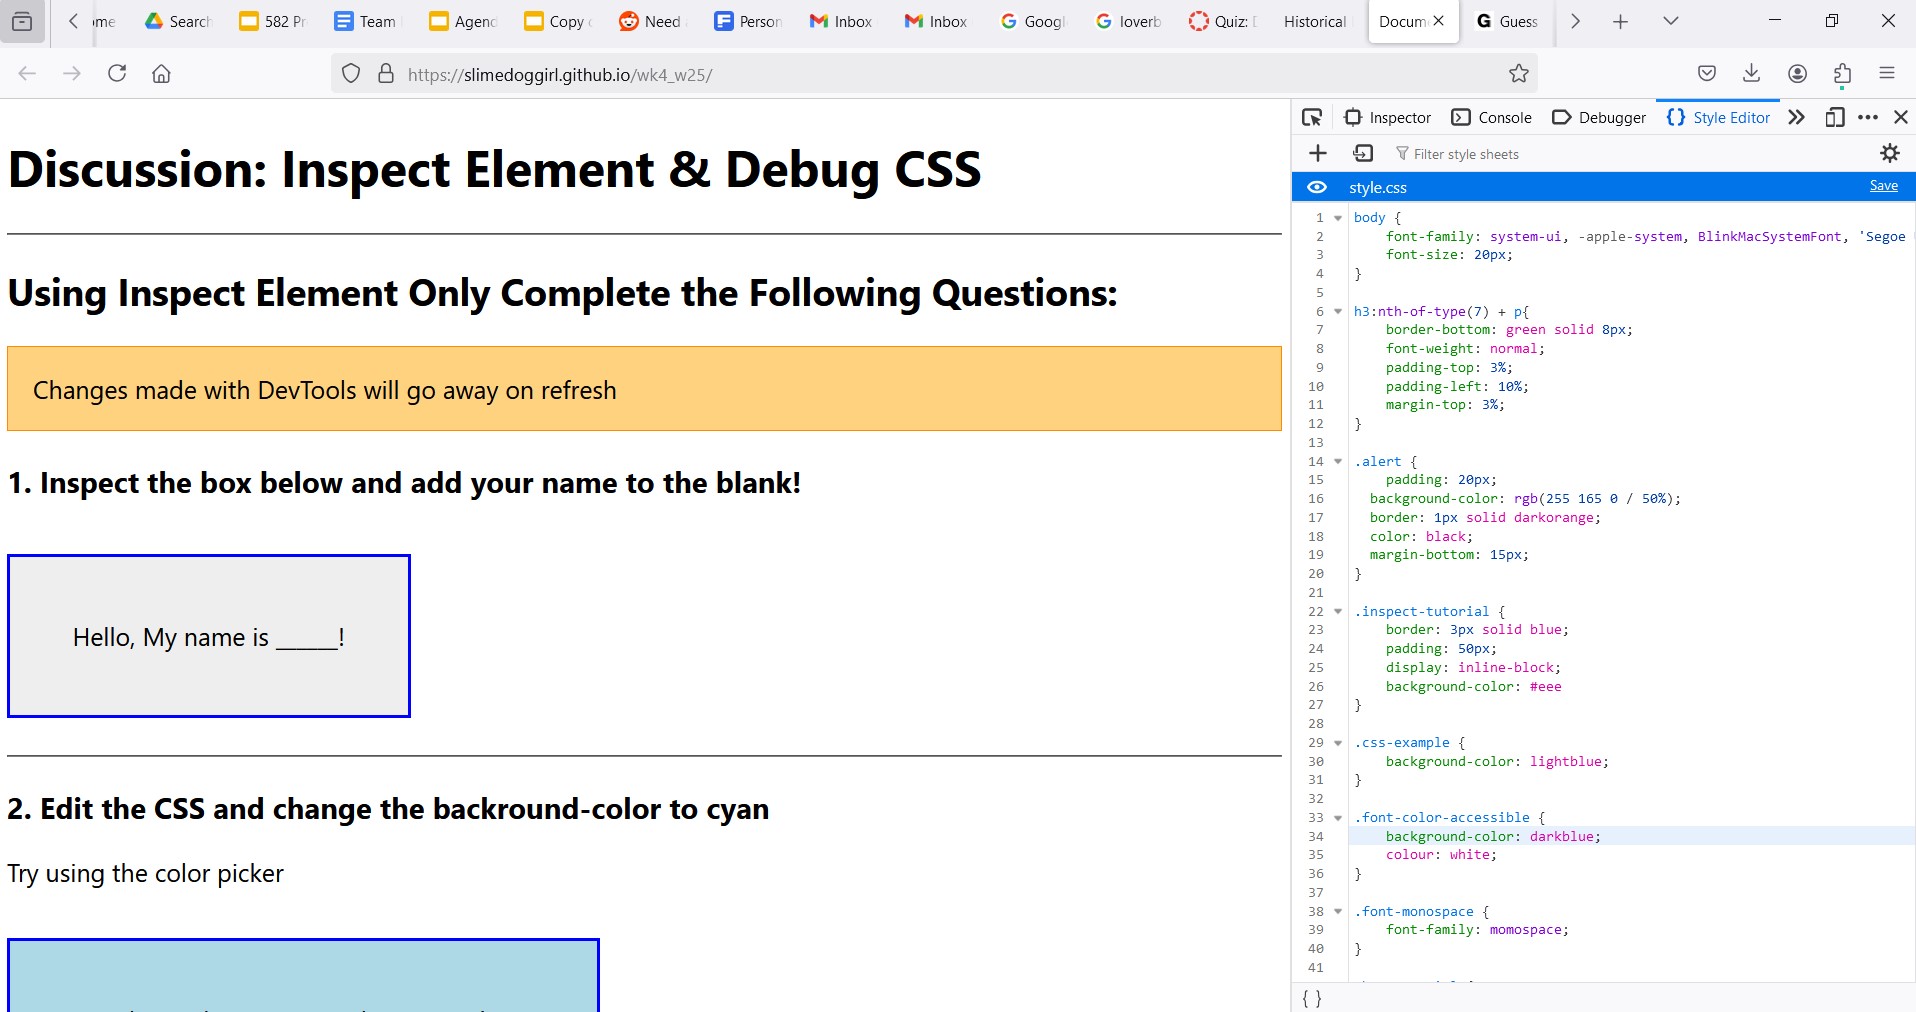 ome Search 582 Pr Team Agend Copy Need Person Inbox Inbox Googl loverb Quiz: Historical Docum Guess
https://slimedoggirl.github.io/wk4_w25/
Discussion: Inspect Element & Debug CSS
Using Inspect Element Only Complete the Following Questions:
Changes made with DevTools will go away on refresh
1. Inspect the box below and add your name to the blank!
Hello, My name is ______!
2. Edit the CSS and change the backround-color to cyan
Try using the color picker
Inspector Console Debugger {} Style Editor
Filter style sheets
style.css Save
1 body {
2 font-family: system-ui, -apple-system, BlinkMacSystemFont, 'Segoe
3 font-size: 20px;
4 }
5
6 h3:nth-of-type(7) + p{
7 border-bottom: green solid 8px;
8 font-weight: normal;
9 padding-top: 3%;
10 padding-left: 10%;
11 margin-top: 3%;
12 }
13
14 .alert {
15 padding: 20px;
16 background-color: rgb(255 165 0 / 50%);
17 border: 1px solid darkorange;
18 color: black;
19 margin-bottom: 15px;
20 }
21
22 .inspect-tutorial {
23 border: 3px solid blue;
24 padding: 50px;
25 display: inline-block;
26 background-color: #eee
27 }
28
29 .css-example {
30 background-color: lightblue;
31 }
32
33 .font-color-accessible {
34 background-color: darkblue;
35 colour: white;
36 }
37
38 .font-monospace {
39 font-family: momospace;
40 }
41
{ }